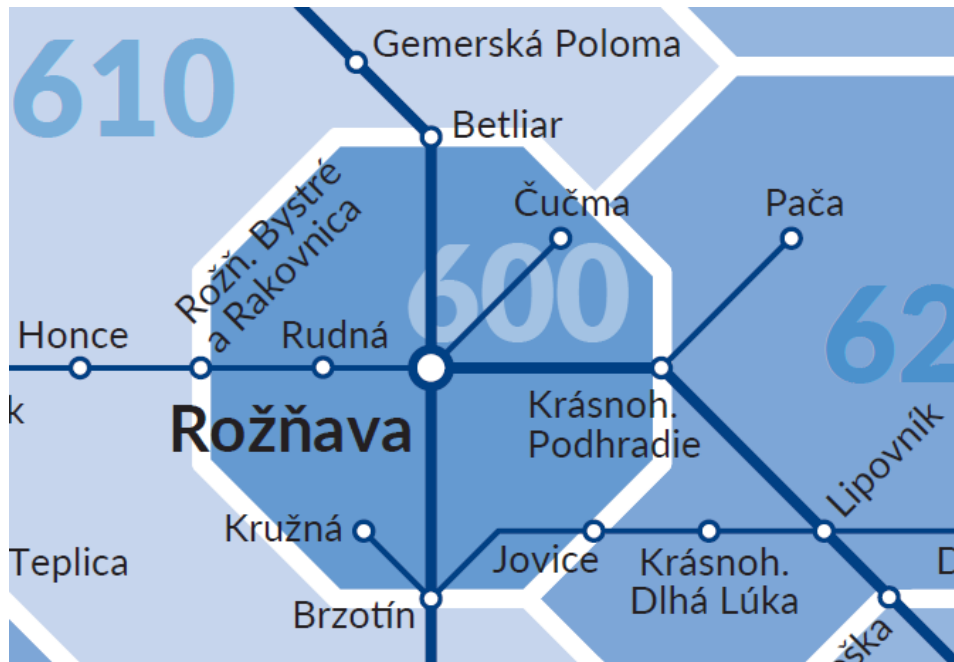 Gemerská Poloma
610
Betliar
Rožň. Bystré
a Rakovnica
Čučma
Pača
600
Honce
Rudná
62
k
Rožňava
Krásnoh.
Podhradie
Lipovník
Kružná
Teplica
Jovice
Krásnoh.
Dlhá Lúka
D
Brzotín
ška